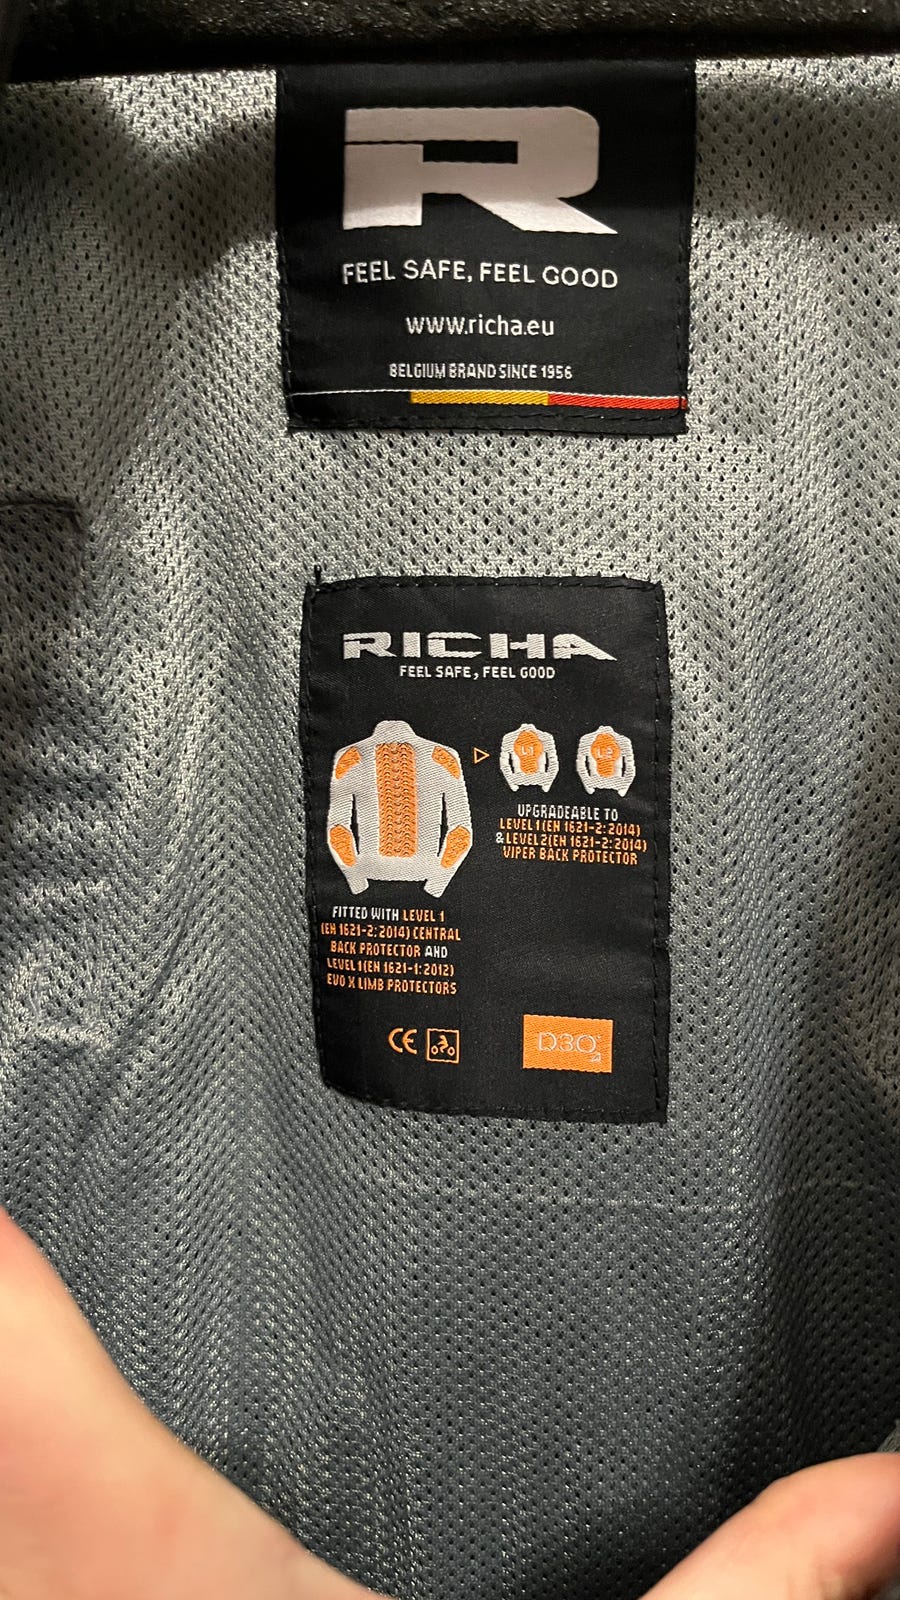 R
FEEL SAFE, FEEL GOOD
www.richa.eu
BELGIUM BRAND SINCE 1956
RICHA
FEEL SAFE, FEEL GOOD
L1 L2
UPGRADEABLE TO
LEVEL 1 (EN 1621-2: 2014)
& LEVEL 2 (EN 1621-2: 2014)
VIPER BACK PROTECTOR
FITTED WITH LEVEL 1
(EN 1621-2: 2014) CENTRAL
BACK PROTECTOR AND
LEVEL 1 (EN 1621-1: 2012)
EVO X LIMB PROTECTORS
CE
D3O